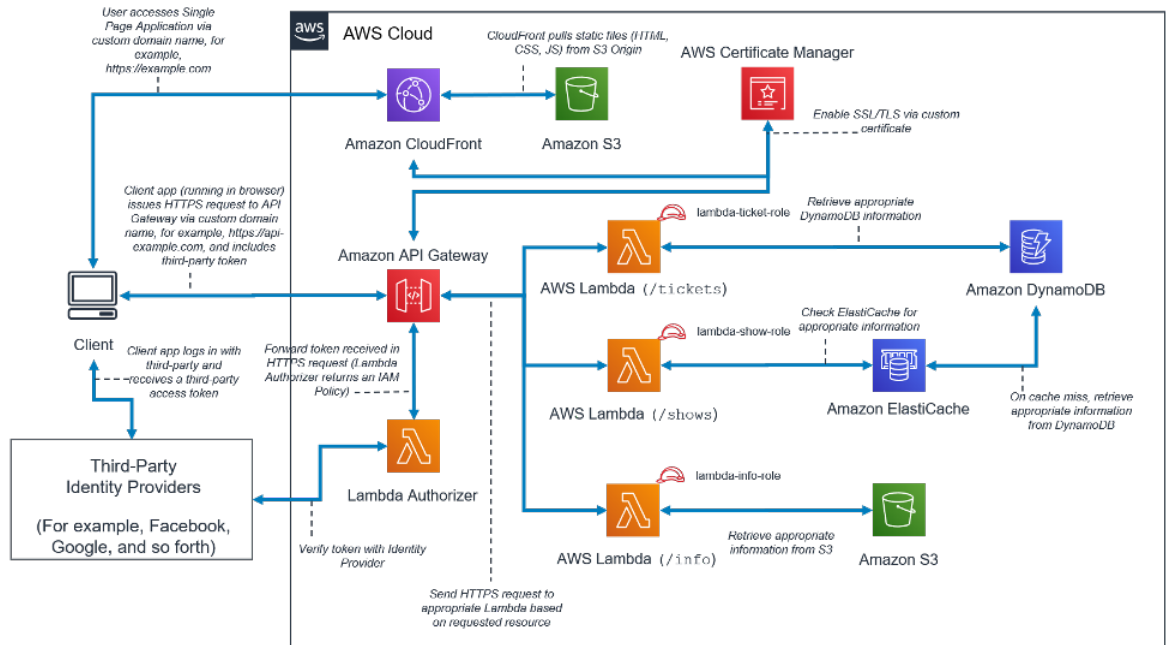 User accesses Single
Page Application via
custom domain name, for
example,
https://example.com
aws
AWS Cloud
CloudFront pulls static files (HTML,
CSS, JS) from S3 Origin
AWS Certificate Manager
Enable SSL/TLS via custom
certificate
Amazon CloudFront
Amazon S3
Client app (running in browser)
issues HTTPS request to API
Gateway via custom domain
name, for example, https://api-
example.com, and includes
third-party token
Amazon API Gateway
lambda-ticket-role
Retrieve appropriate
DynamoDB information
AWS Lambda (/tickets)
Amazon DynamoDB
Client
Client app logs in with
third-party and
receives a third-party
access token
Forward token received in
HTTPS request (Lambda
Authorizer returns an IAM
Policy)
lambda-show-role
Check ElastiCache for
appropriate information
AWS Lambda (/shows)
Amazon ElastiCache
On cache miss, retrieve
appropriate information
from DynamoDB
Third-Party
Identity Providers
(For example, Facebook,
Google, and so forth)
Lambda Authorizer
Verify token with Identity
Provider
lambda-info-role
AWS Lambda (/info)
Retrieve appropriate
information from S3
Amazon S3
Send HTTPS request to
appropriate Lambda based
on requested resource